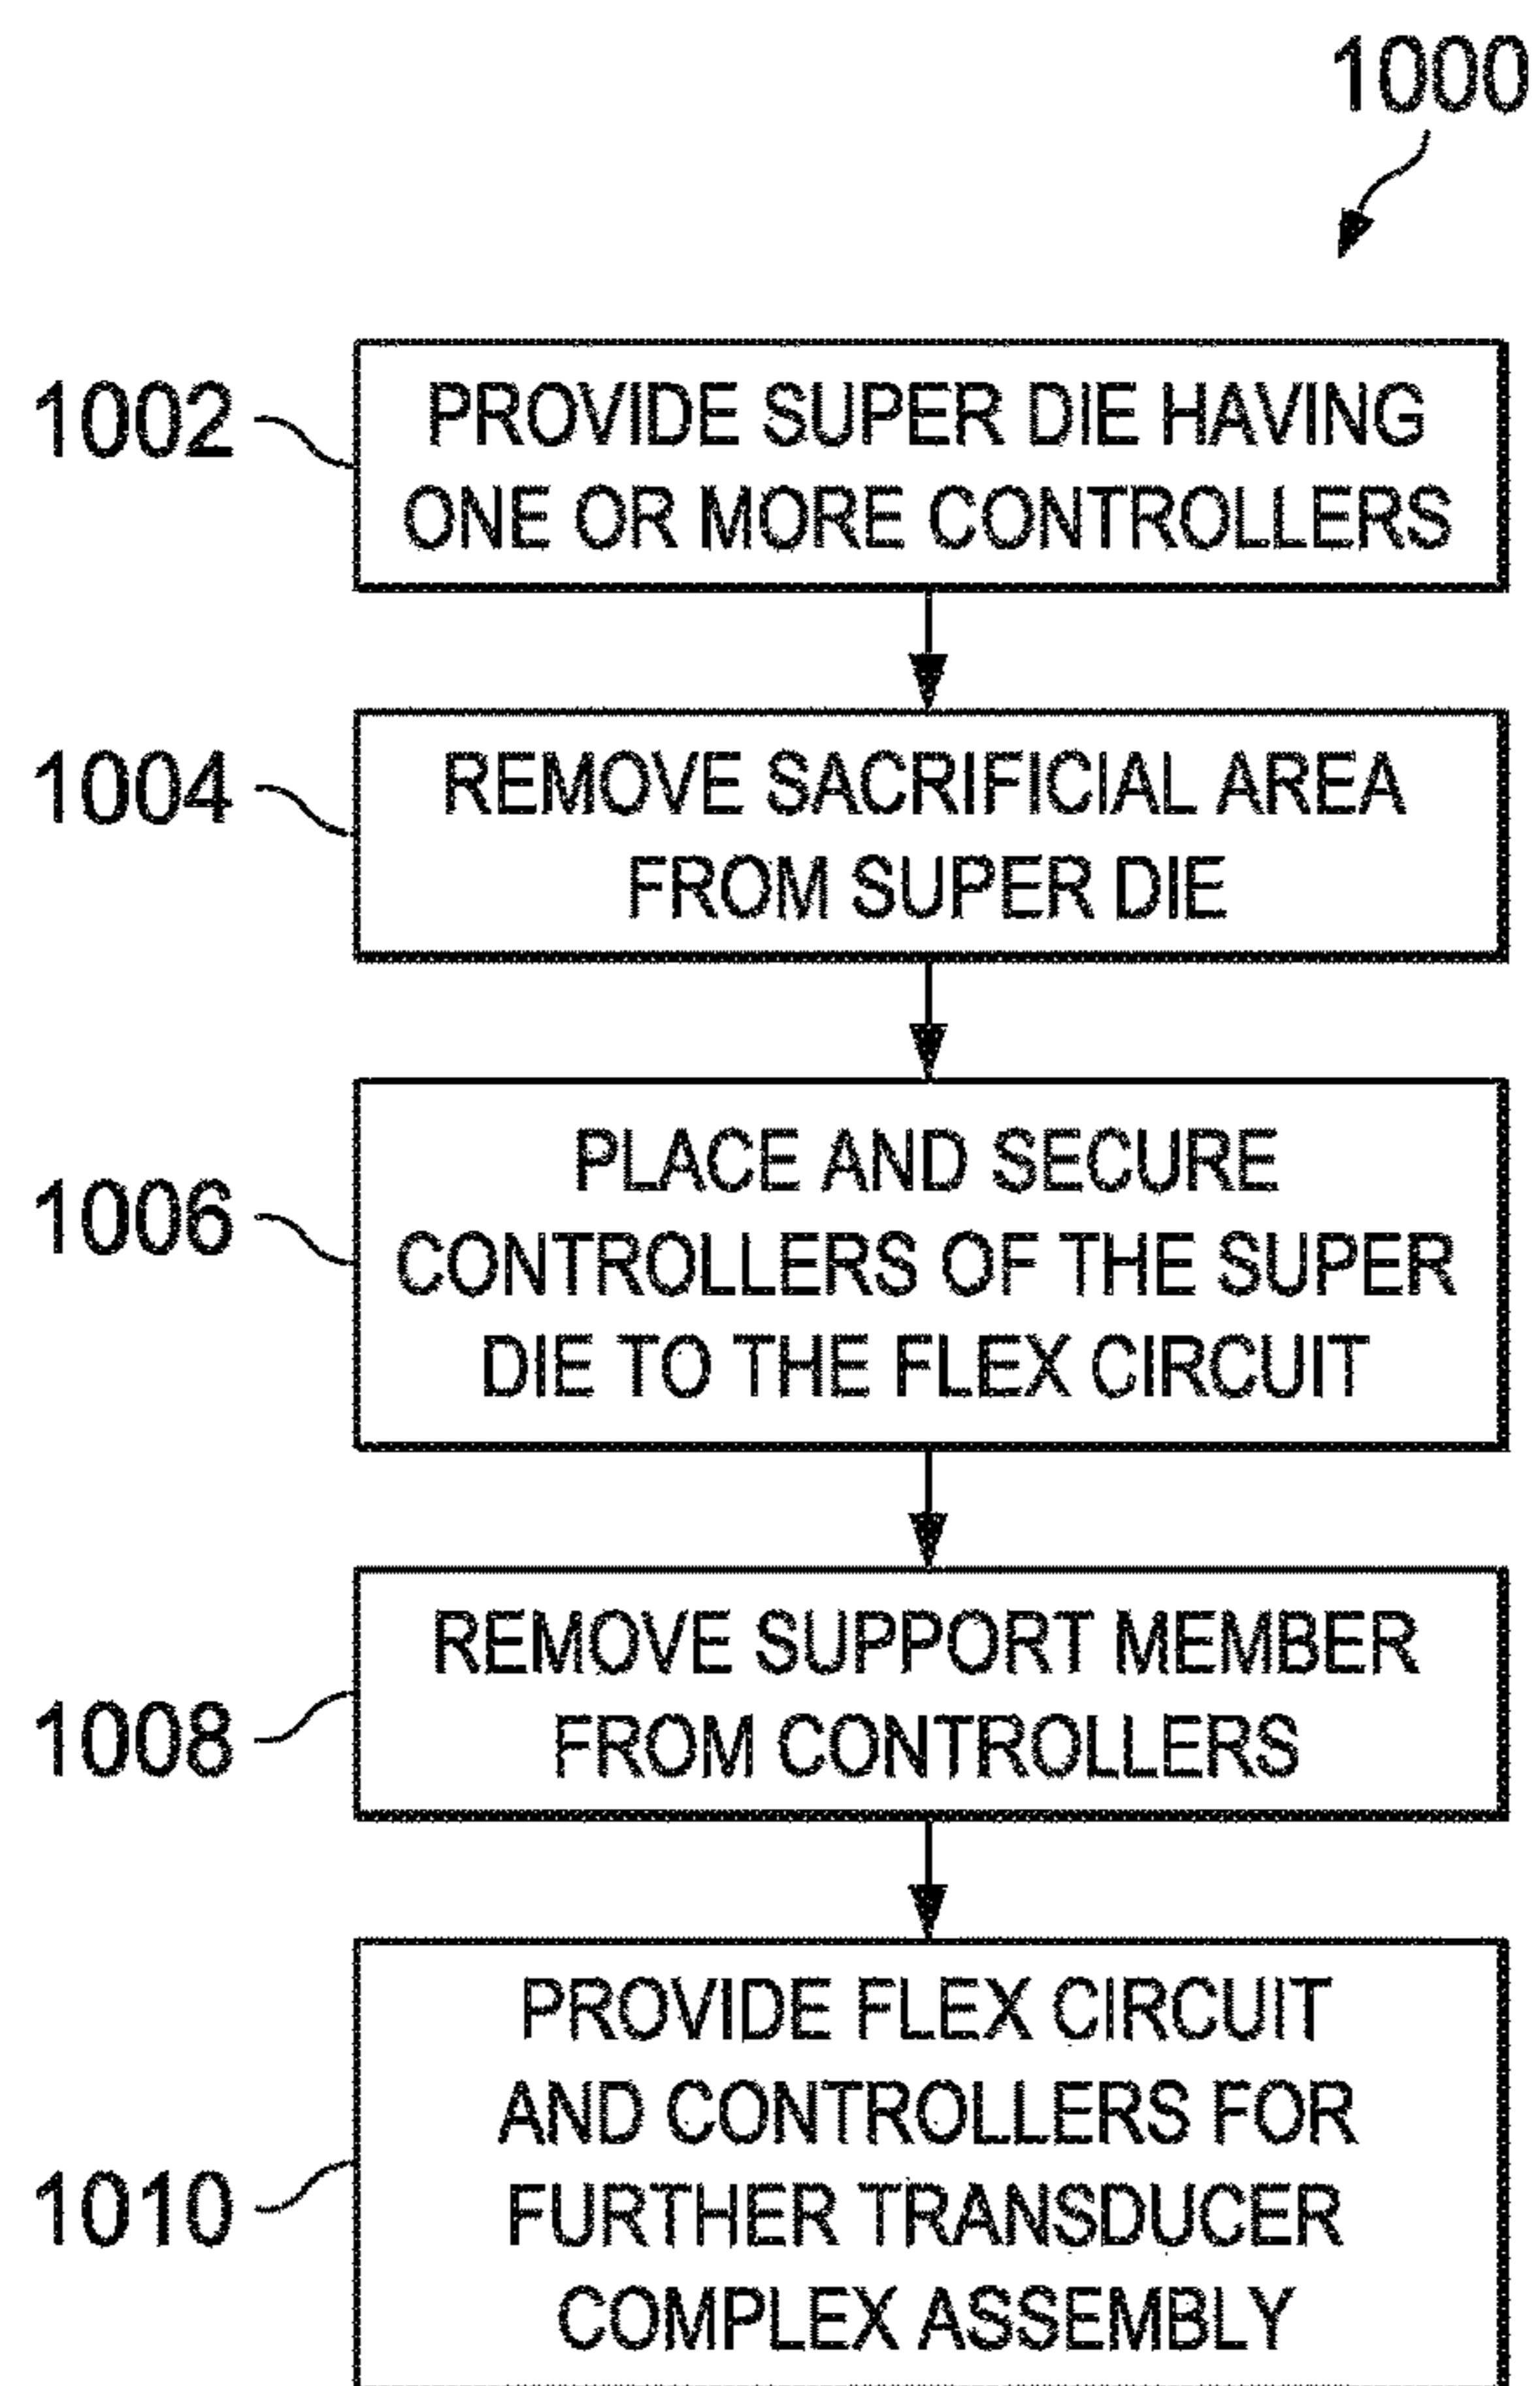 1000
1002
PROVIDE SUPER DIE HAVING
ONE OR MORE CONTROLLERS
1004
REMOVE SACRIFICIAL AREA
FROM SUPER DIE
1006
PLACE AND SECURE
CONTROLLERS OF THE SUPER
DIE TO THE FLEX CIRCUIT
1008
REMOVE SUPPORT MEMBER
FROM CONTROLLERS
1010
PROVIDE FLEX CIRCUIT
AND CONTROLLERS FOR
FURTHER TRANSDUCER
COMPLEX ASSEMBLY